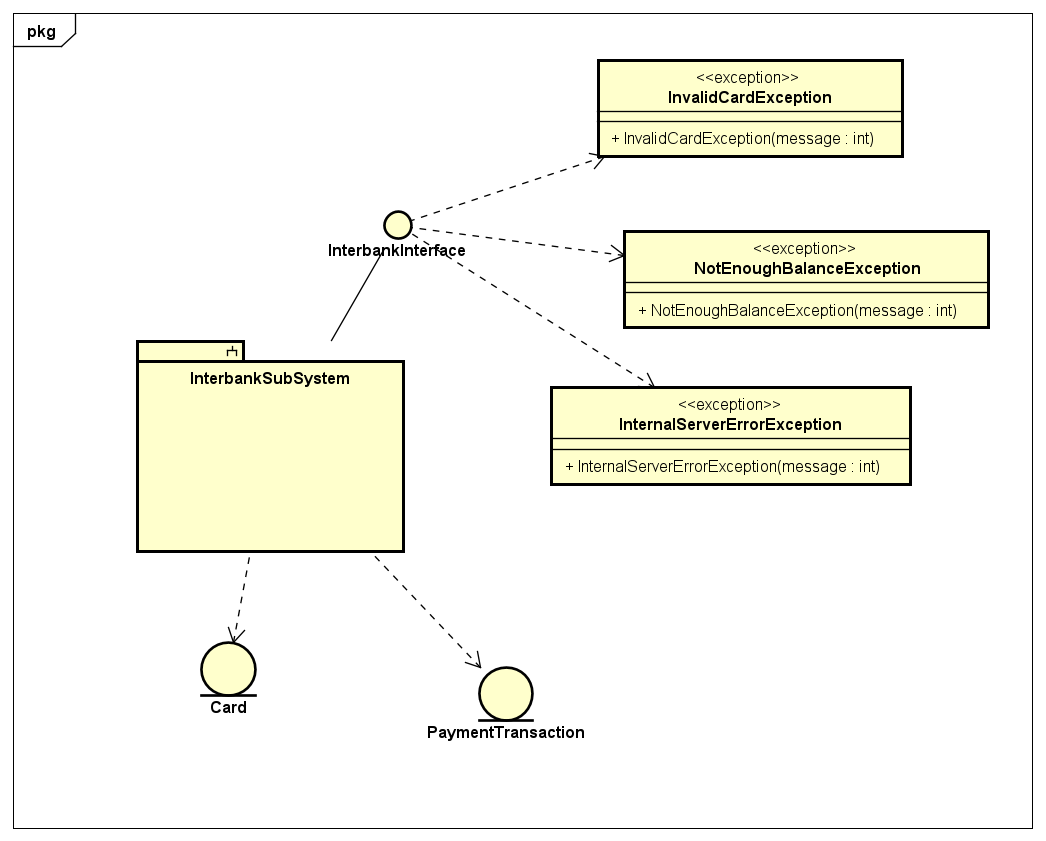 pkg
<<exception>>
InvalidCardException
+ InvalidCardException(message : int)
InterbankInterface
<<exception>>
NotEnoughBalanceException
+ NotEnoughBalanceException(message : int)
InterbankSubSystem
<<exception>>
InternalServerErrorException
+ InternalServerErrorException(message : int)
Card
PaymentTransaction